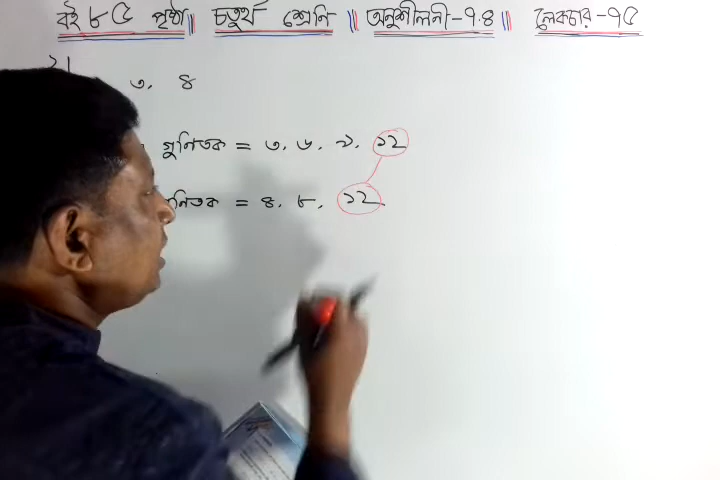 বই ৮৫ পৃষ্ঠা || চতুর্থ শ্রেনি || অনুশীলনী-৭.৪ || লেকচার-৭৫
২।
৩, ৪
গুনিতক = ৩, ৬, ৯, ১২
গুনিতক = ৪, ৮, ১২